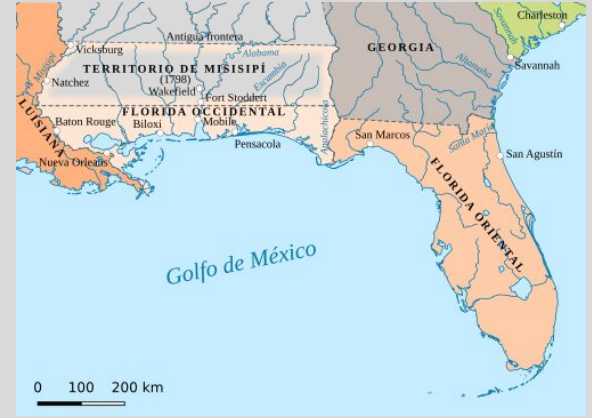 Charleston
Savannah
Antigua frontera
Vicksburg
Alabama
GEORGIA
Misisipi
TERRITORIO DE MISISIPÍ
(1798)
Escambia
Altamaha
Savannah
Natchez
Wakefield
Fort Stoddert
LUISIANA
FLORIDA OCCIDENTAL
Baton Rouge
Biloxi
Mobile
Apalachicola
San Marcos
Santa María
Pensacola
Nueva Orleans
San Agustín
FLORIDA ORIENTAL
Golfo de México
0 100 200 km